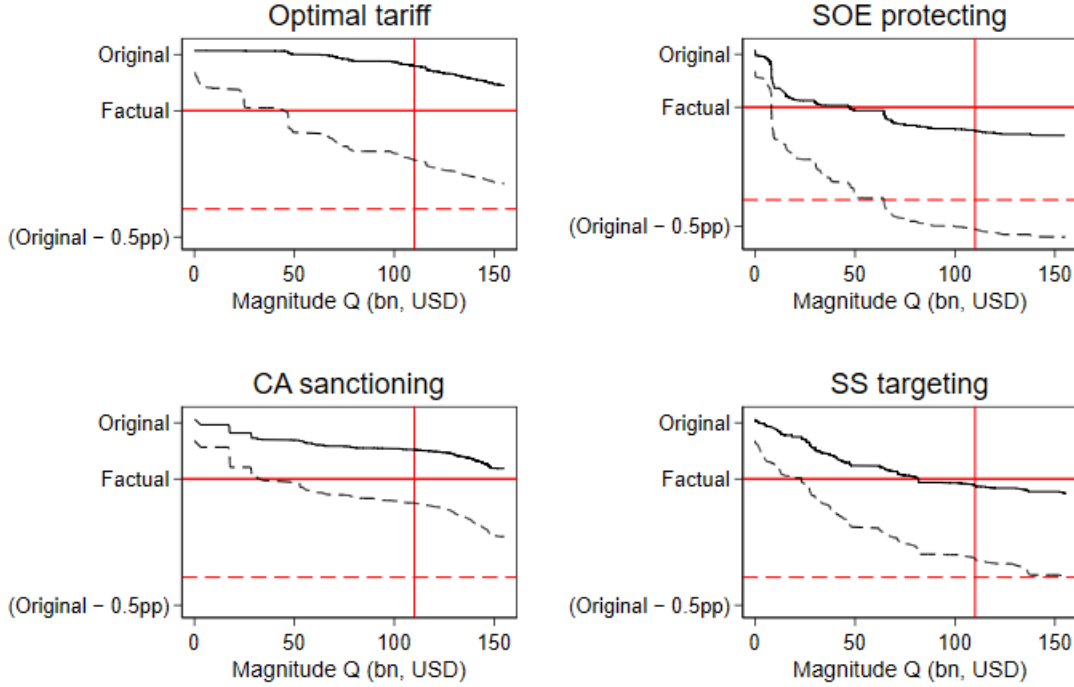 Optimal tariff
Original
Factual
(Original − 0.5pp)
0 50 100 150
Magnitude Q (bn, USD)
SOE protecting
Original
Factual
(Original − 0.5pp)
0 50 100 150
Magnitude Q (bn, USD)
CA sanctioning
Original
Factual
(Original − 0.5pp)
0 50 100 150
Magnitude Q (bn, USD)
SS targeting
Original
Factual
(Original − 0.5pp)
0 50 100 150
Magnitude Q (bn, USD)